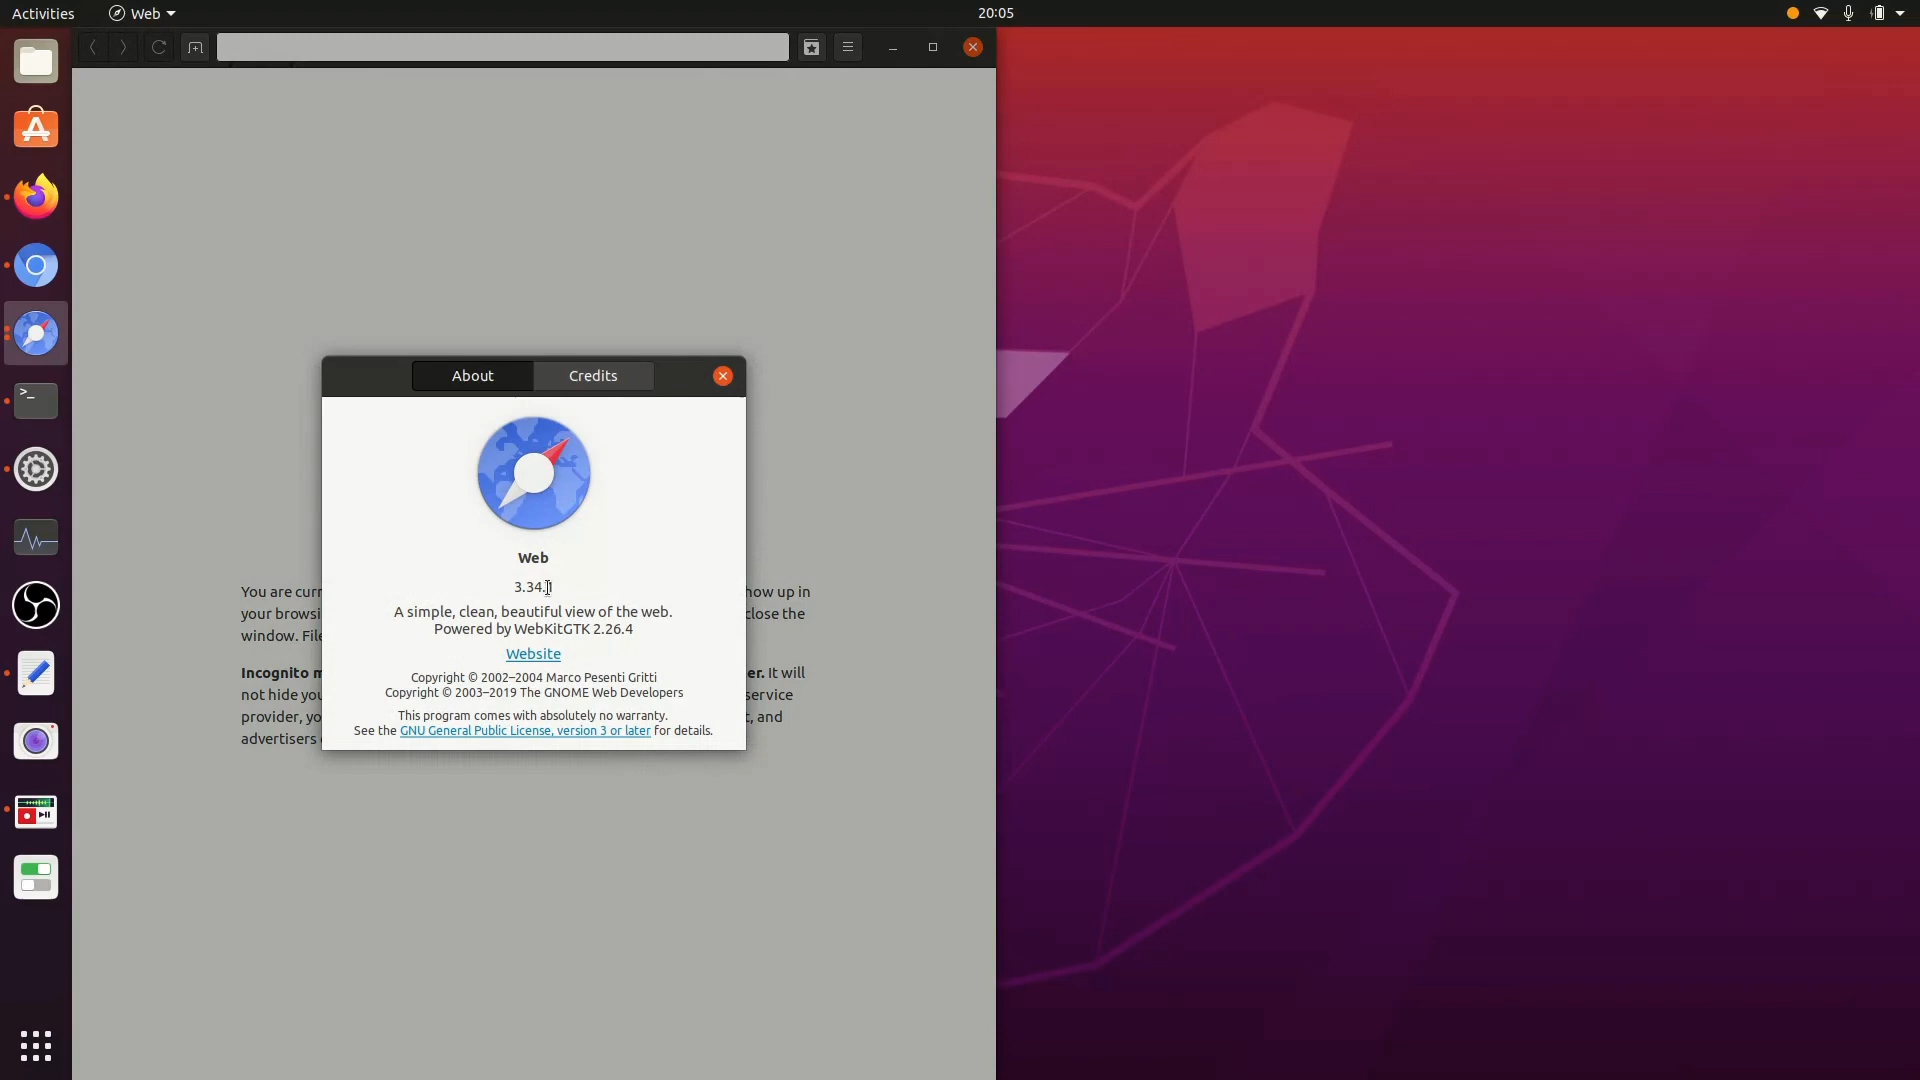 Activities
Web
20:05
About
Credits
Web
3.34.1
A simple, clean, beautiful view of the web.
Powered by WebKitGTK 2.26.4
Website
Copyright © 2002–2004 Marco Pesenti Gritti
Copyright © 2003–2019 The GNOME Web Developers
This program comes with absolutely no warranty.
See the GNU General Public License, version 3 or later for details.
You are curr how up in
your browsi close the
window. File
Incognito m er. It will
not hide you service
provider, yo t, and
advertisers